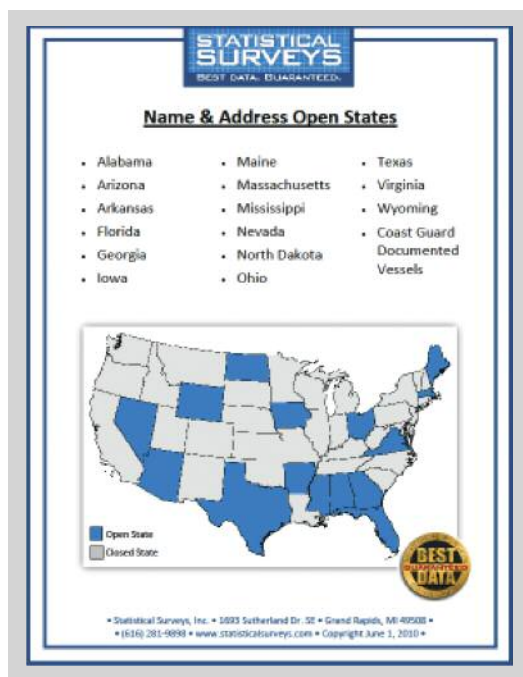 STATISTICAL
SURVEYS
BEST DATA. GUARANTEED.
Name & Address Open States
• Alabama
• Arizona
• Arkansas
• Florida
• Georgia
• Iowa
• Maine
• Massachusetts
• Mississippi
• Nevada
• North Dakota
• Ohio
• Texas
• Virginia
• Wyoming
• Coast Guard
Documented
Vessels
Open State
Closed State
BEST
GUARANTEED
DATA
• Statistical Surveys, Inc. • 1693 Sutherland Dr. SE • Grand Rapids, MI 49508 •
• (616) 281-9898 • www.statisticalsurveys.com • Copyright June 1, 2010 •